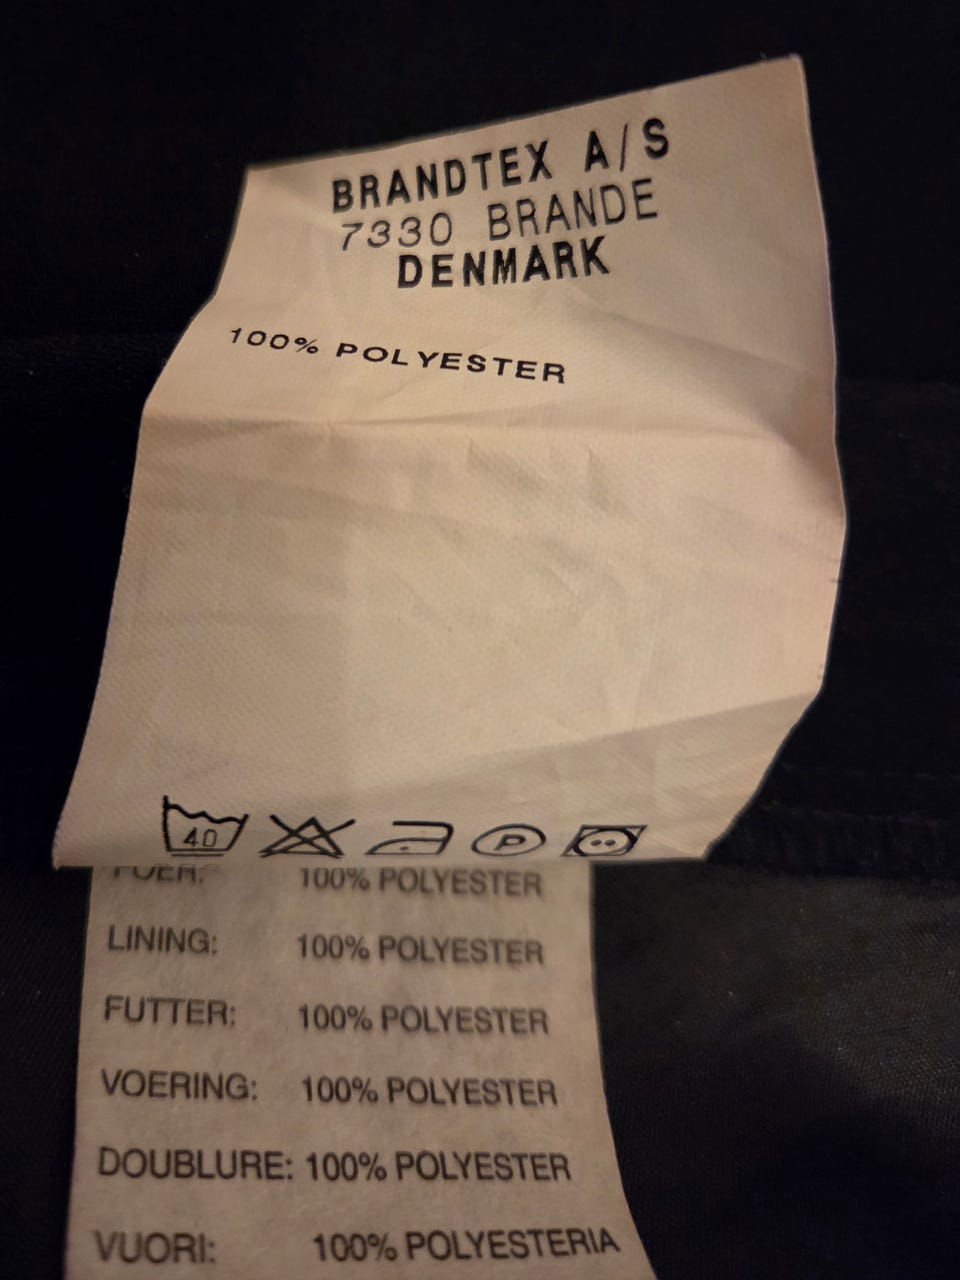 BRANDTEX A/S
7330 BRANDE
DENMARK
100% POLYESTER
40 P
FOER: 100% POLYESTER
LINING: 100% POLYESTER
FUTTER: 100% POLYESTER
VOERING: 100% POLYESTER
DOUBLURE: 100% POLYESTER
VUORI: 100% POLYESTERIA